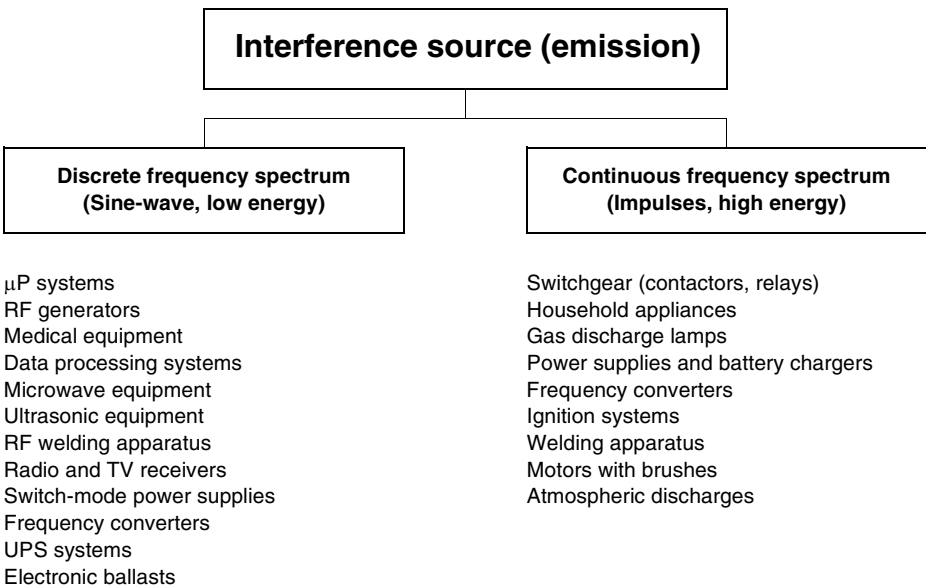 Interference source (emission)
Discrete frequency spectrum
(Sine-wave, low energy)
Continuous frequency spectrum
(Impulses, high energy)
μP systems
RF generators
Medical equipment
Data processing systems
Microwave equipment
Ultrasonic equipment
RF welding apparatus
Radio and TV receivers
Switch-mode power supplies
Frequency converters
UPS systems
Electronic ballasts
Switchgear (contactors, relays)
Household appliances
Gas discharge lamps
Power supplies and battery chargers
Frequency converters
Ignition systems
Welding apparatus
Motors with brushes
Atmospheric discharges